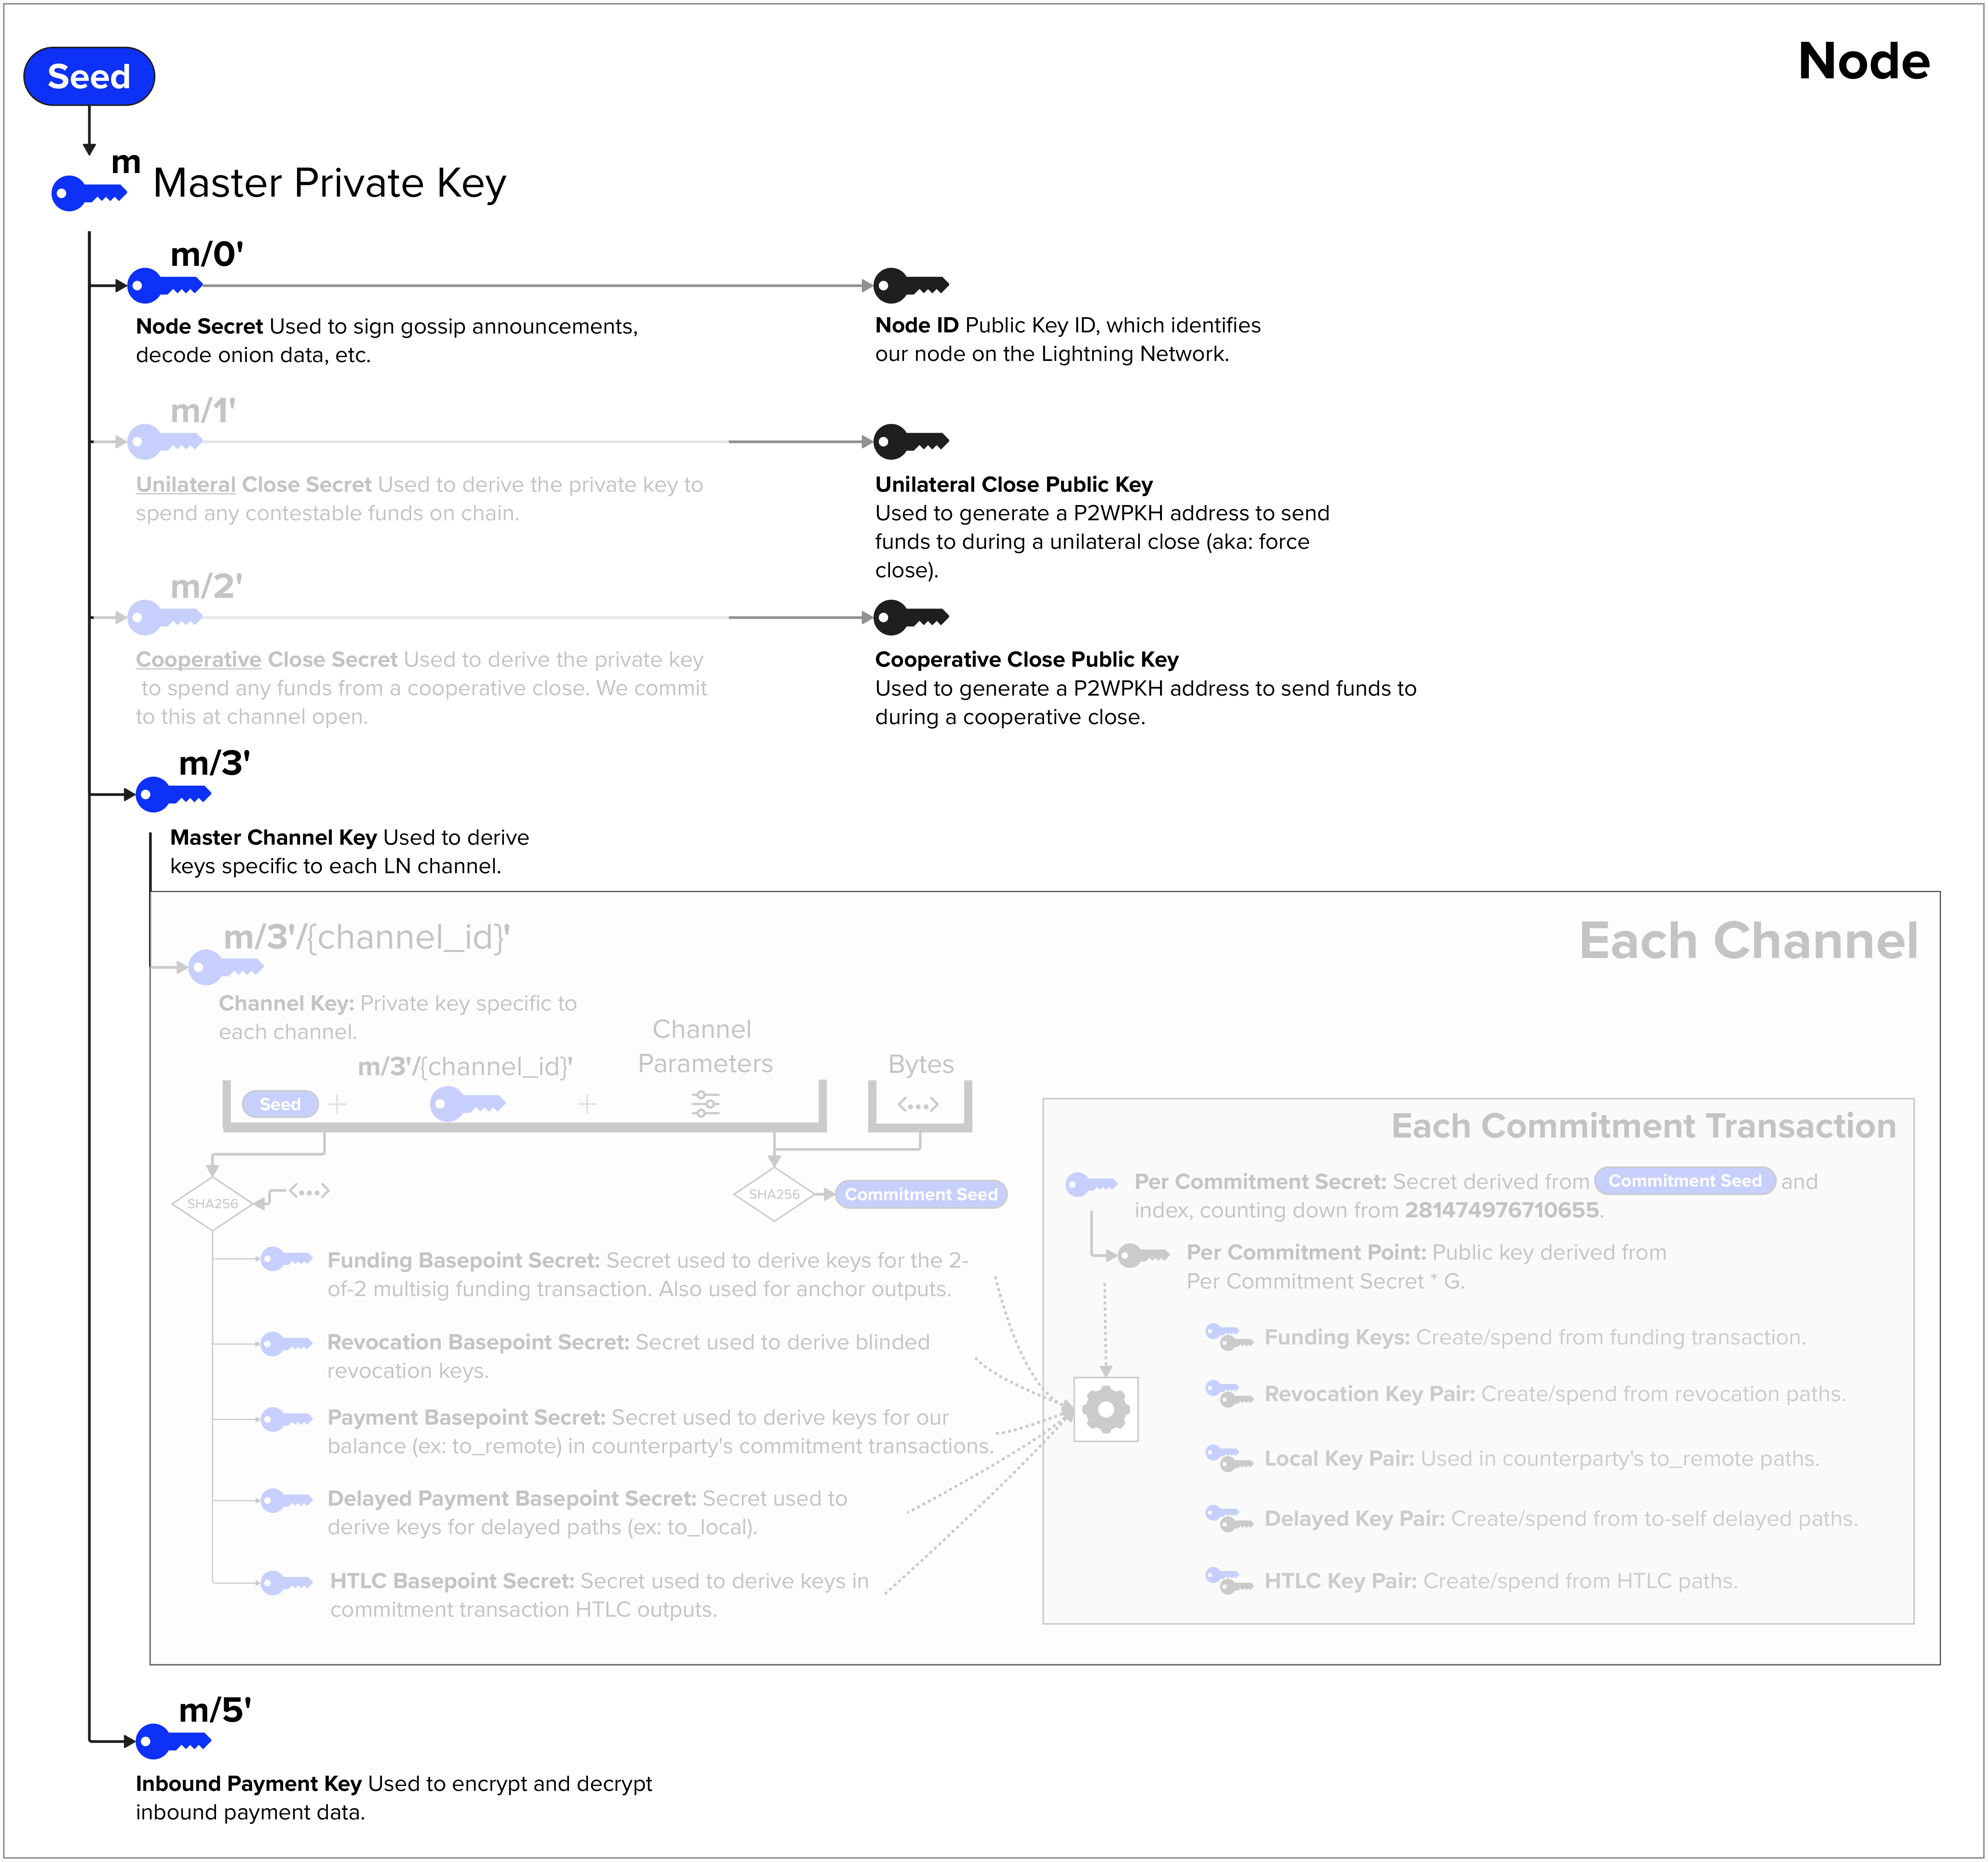 Node
Seed
m
Master Private Key
m/0'
Node Secret Used to sign gossip announcements,
decode onion data, etc.
Node ID Public Key ID, which identifies
our node on the Lightning Network.
m/1'
Unilateral Close Secret Used to derive the private key to
spend any contestable funds on chain.
Unilateral Close Public Key
Used to generate a P2WPKH address to send
funds to during a unilateral close (aka: force
close).
m/2'
Cooperative Close Secret Used to derive the private key
to spend any funds from a cooperative close. We commit
to this at channel open.
Cooperative Close Public Key
Used to generate a P2WPKH address to send funds to
during a cooperative close.
m/3'
Master Channel Key Used to derive
keys specific to each LN channel.
Each Channel
m/3'/{channel_id}'
Channel Key: Private key specific to
each channel.
m/3'/{channel_id}'
Channel
Parameters
Bytes
Seed
+
+
<...>
SHA256
<...>
SHA256
Commitment Seed
Funding Basepoint Secret: Secret used to derive keys for the 2-
of-2 multisig funding transaction. Also used for anchor outputs.
Revocation Basepoint Secret: Secret used to derive blinded
revocation keys.
Payment Basepoint Secret: Secret used to derive keys for our
balance (ex: to_remote) in counterparty's commitment transactions.
Delayed Payment Basepoint Secret: Secret used to
derive keys for delayed paths (ex: to_local).
HTLC Basepoint Secret: Secret used to derive keys in
commitment transaction HTLC outputs.
Each Commitment Transaction
Per Commitment Secret: Secret derived from Commitment Seed and
index, counting down from 281474976710655.
Per Commitment Point: Public key derived from
Per Commitment Secret * G.
Funding Keys: Create/spend from funding transaction.
Revocation Key Pair: Create/spend from revocation paths.
Local Key Pair: Used in counterparty's to_remote paths.
Delayed Key Pair: Create/spend from to-self delayed paths.
HTLC Key Pair: Create/spend from HTLC paths.
m/5'
Inbound Payment Key Used to encrypt and decrypt
inbound payment data.